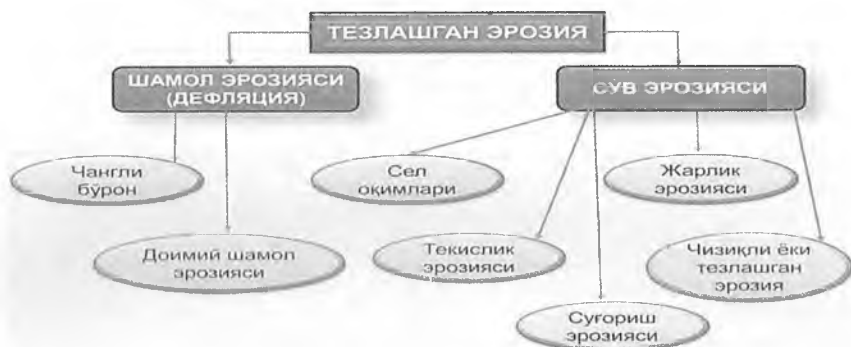 ТЕЗЛАШГАН ЭРОЗИЯ
ШАМОЛ ЭРОЗИЯСИ
(ДЕФЛЯЦИЯ)
СУВ ЭРОЗИЯСИ
Чангли
бўрон
Сел
оқимлари
Жарлик
эрозияси
Доимий шамол
эрозияси
Текислик
эрозияси
Чизиқли ёки
тезлашган
эрозия
Суғориш
эрозияси